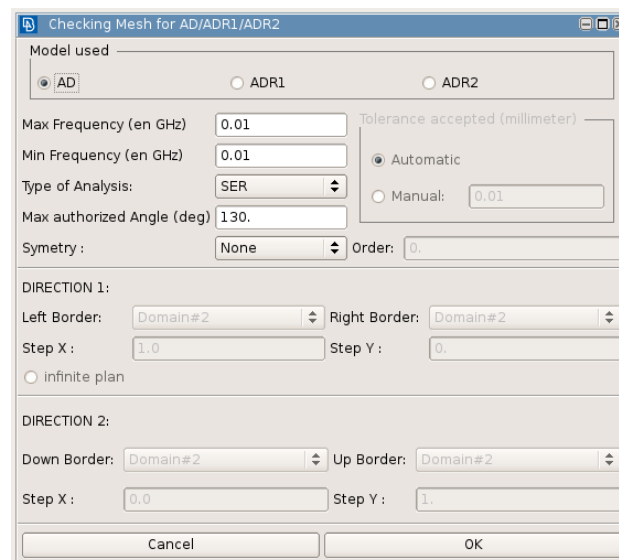 Checking Mesh for AD/ADR1/ADR2
Model used
AD ADR1 ADR2
Max Frequency (en GHz) 0.01
Tolerance accepted (millimeter)
Min Frequency (en GHz) 0.01
Automatic
Type of Analysis: SER
Manual: 0.01
Max authorized Angle (deg) 130.
Symetry : None Order: 0.
DIRECTION 1:
Left Border: Domain#2 Right Border: Domain#2
Step X : 1.0 Step Y : 0.
infinite plan
DIRECTION 2:
Down Border: Domain#2 Up Border: Domain#2
Step X : 0.0 Step Y : 1.
Cancel OK